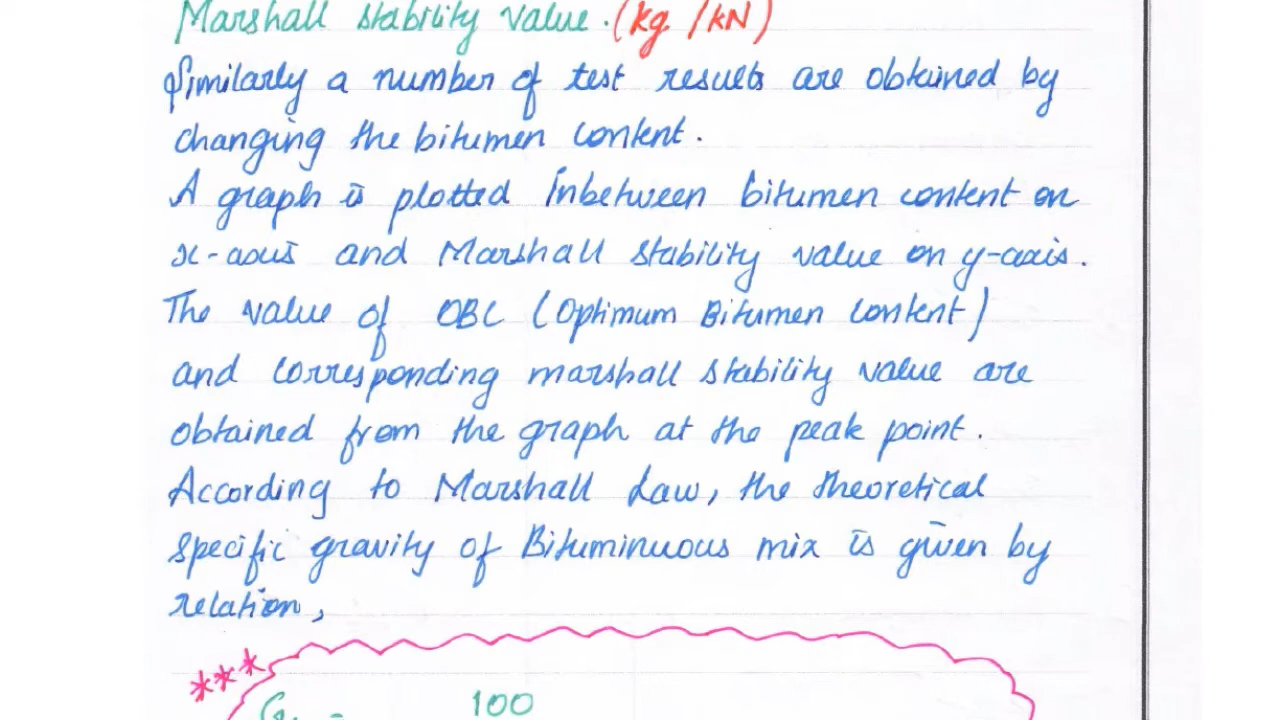 Marshall stability value. (kg /kN)
Similarly a number of test results are obtained by
changing the bitumen content.
A graph is plotted Inbetween bitumen content on
x-axis and Marshall stability value on y-axis.
The value of OBC (Optimum Bitumen Content)
and corresponding marshall stability value are
obtained from the graph at the peak point.
According to Marshall Law, the theoretical
specific gravity of Bituminuous mix is given by
relation,
***
100